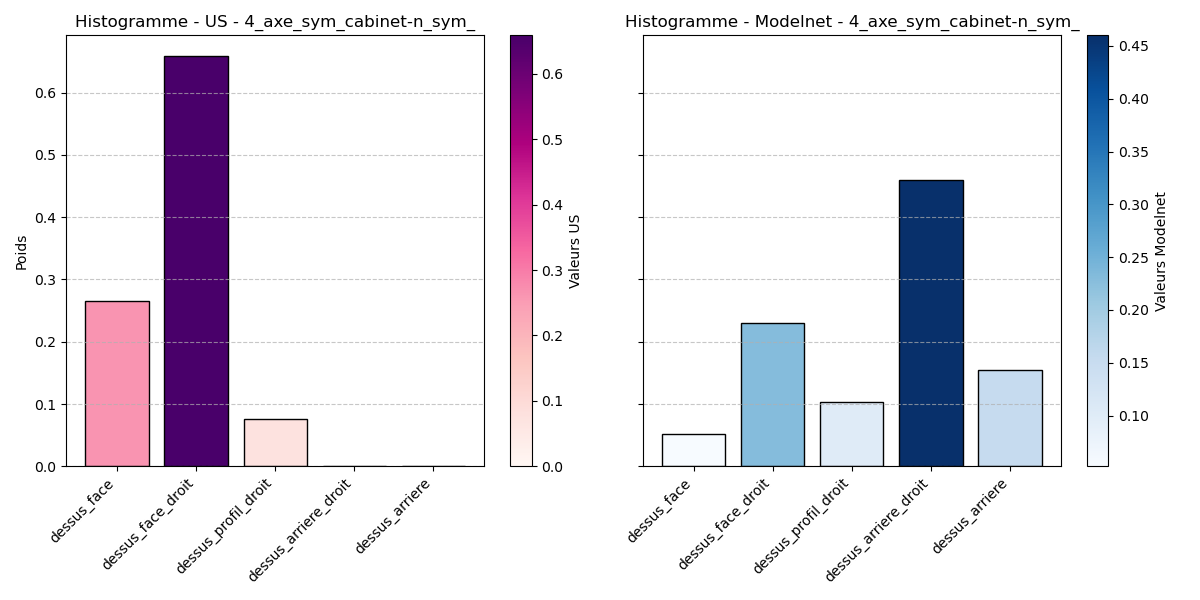 Histogramme - US - 4_axe_sym_cabinet-n_sym_
Poids
0.6
0.5
0.4
0.3
0.2
0.1
0.0
dessus_face
dessus_face_droit
dessus_profil_droit
dessus_arriere_droit
dessus_arriere
0.6
0.5
0.4
0.3
0.2
0.1
0.0
Valeurs US
Histogramme - Modelnet - 4_axe_sym_cabinet-n_sym_
dessus_face
dessus_face_droit
dessus_profil_droit
dessus_arriere_droit
dessus_arriere
0.45
0.40
0.35
0.30
0.25
0.20
0.15
0.10
Valeurs Modelnet